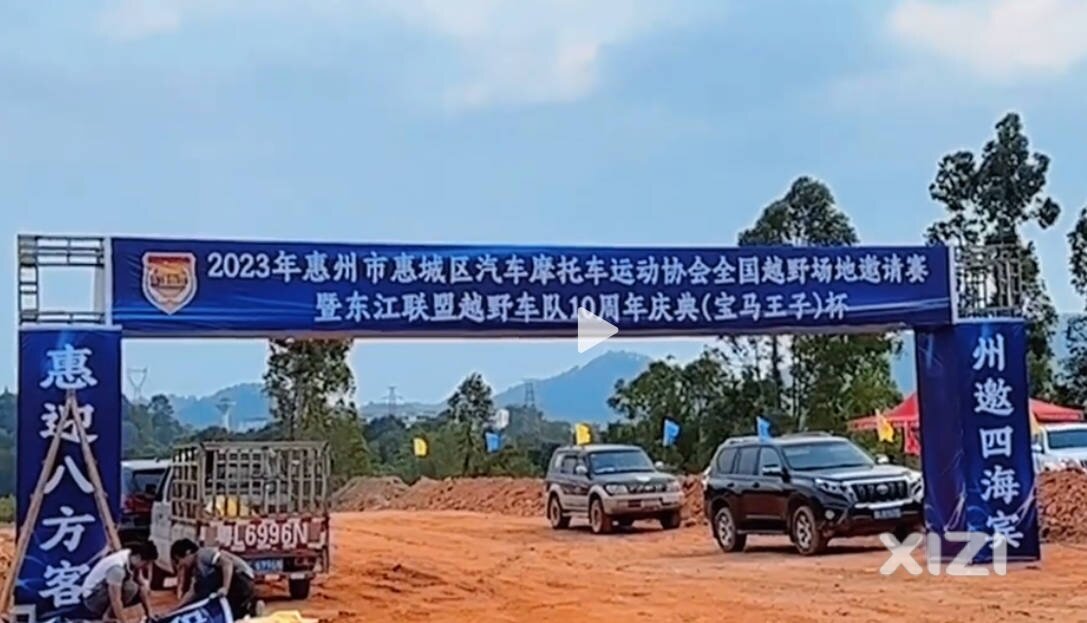 2023年惠州市惠城区汽车摩托车运动协会全国越野场地邀请赛
暨东江联盟越野车队10周年庆典(宝马王子)杯
惠迎八方客
州邀四海宾
L6996N
XIZI